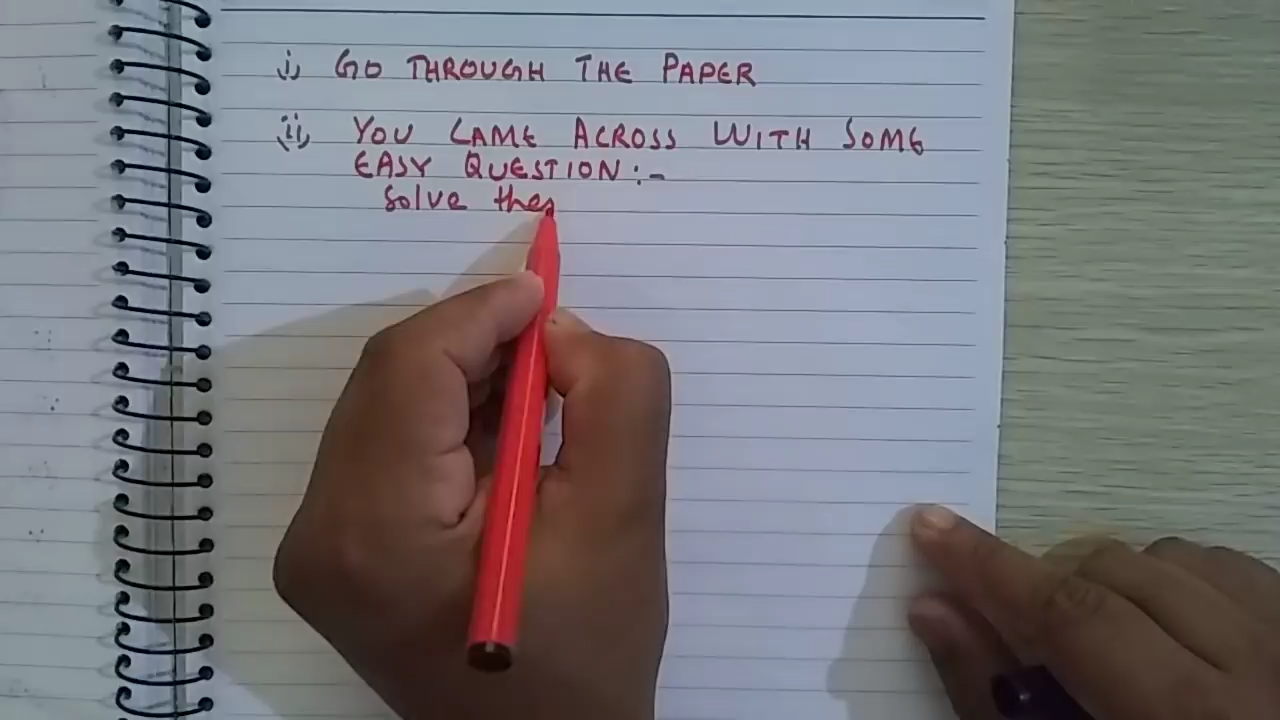 i) GO THROUGH THE PAPER
ii) YOU CAME ACROSS WITH SOME
EASY QUESTION :-
Solve the